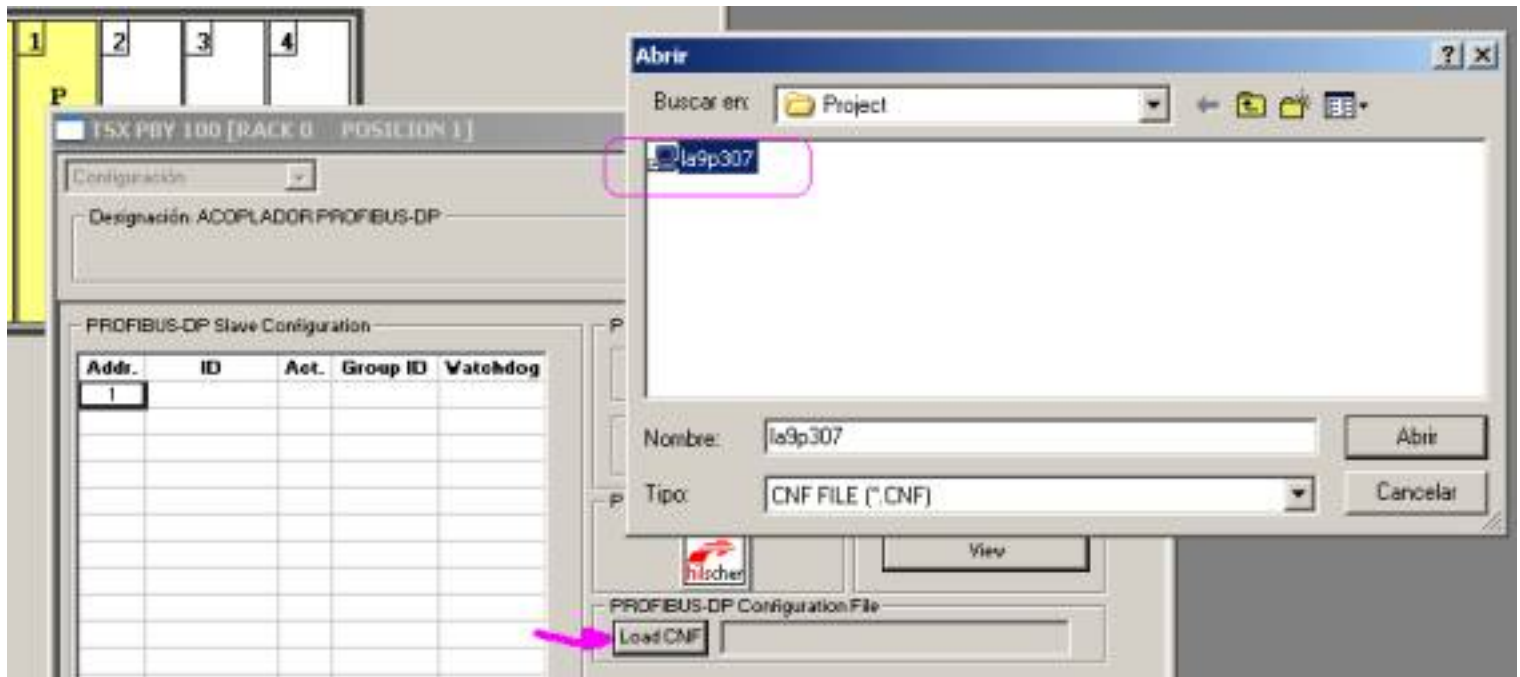 1 2 3 4
P
Abrir
Buscar en: Project
la9p307
TSX PBY 100 [RACK 0 POSICION 1]
Configuración
Designación: ACOPLADOR PROFIBUS-DP
PROFIBUS-DP Slave Configuration
P
Addr. ID Act. Group ID Watchdog
1
Nombre: la9p307 Abrir
Tipo: CNF FILE (*.CNF) Cancelar
P
hilscher
View
PROFIBUS-DP Configuration File
Load CNF